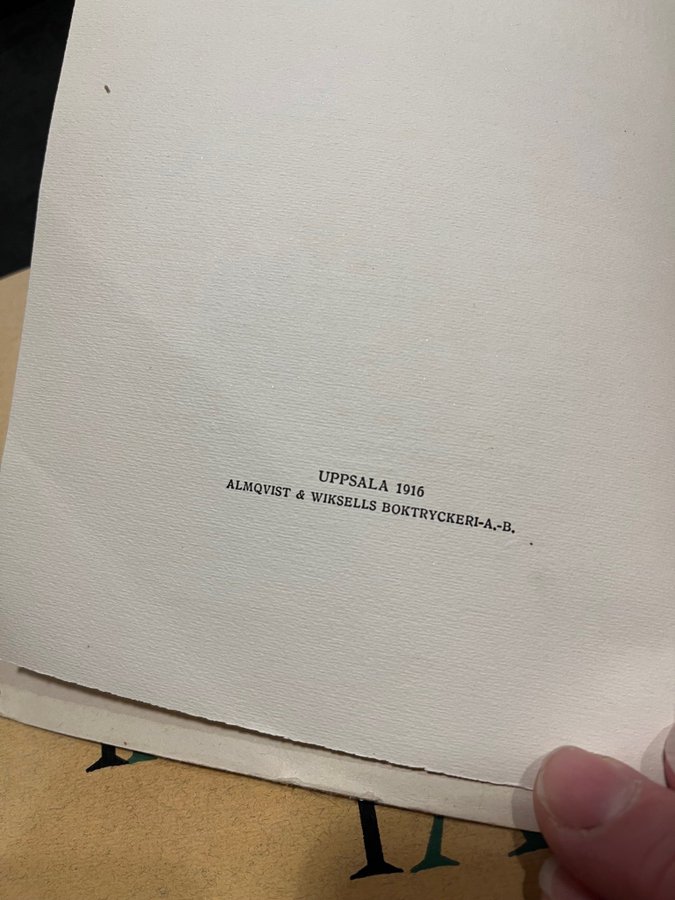 UPPSALA 1916
ALMQVIST & WIKSELLS BOKTRYCKERI-A.-B.